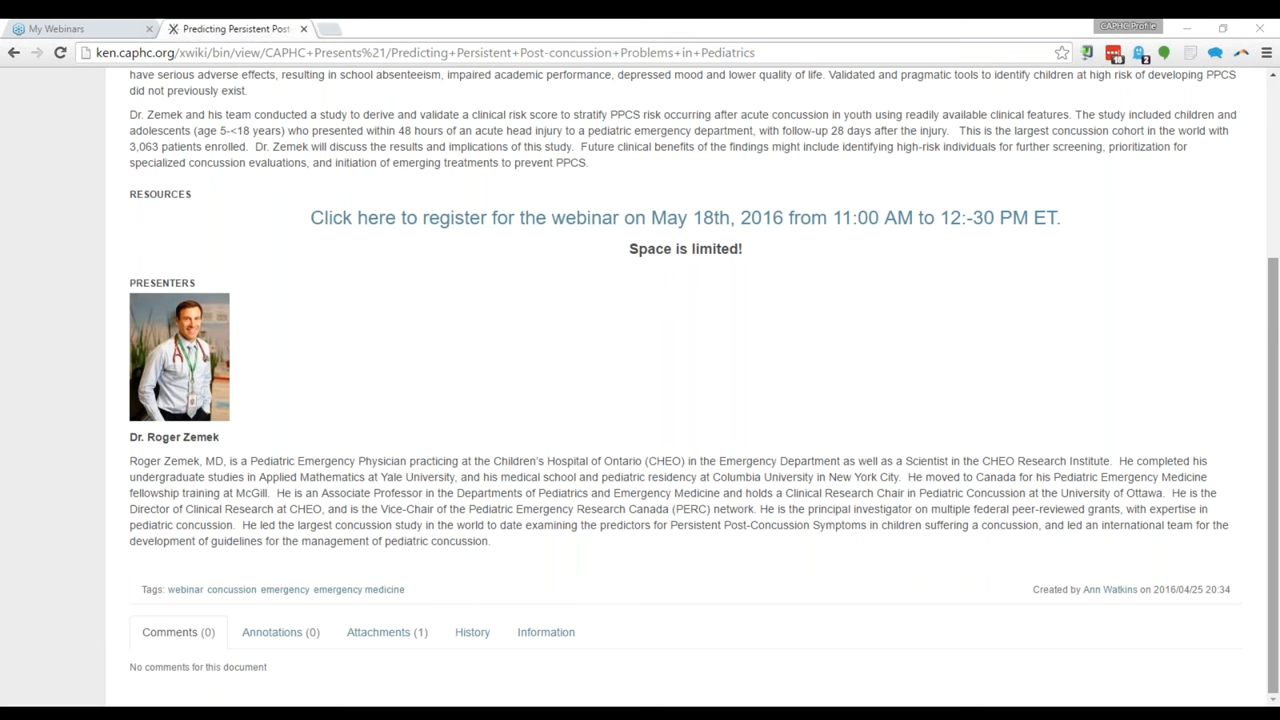 My Webinars
Predicting Persistent Post-
CAPHC Profile
ken.caphc.org/xwiki/bin/view/CAPHC+Presents%21/Predicting+Persistent+Post-concussion+Problems+in+Pediatrics
have serious adverse effects, resulting in school absenteeism, impaired academic performance, depressed mood and lower quality of life. Validated and pragmatic tools to identify children at high risk of developing PPCS
did not previously exist.
Dr. Zemek and his team conducted a study to derive and validate a clinical risk score to stratify PPCS risk occurring after acute concussion in youth using readily available clinical features. The study included children and
adolescents (age 5-<18 years) who presented within 48 hours of an acute head injury to a pediatric emergency department, with follow-up 28 days after the injury. This is the largest concussion cohort in the world with
3,063 patients enrolled. Dr. Zemek will discuss the results and implications of this study. Future clinical benefits of the findings might include identifying high-risk individuals for further screening, prioritization for
specialized concussion evaluations, and initiation of emerging treatments to prevent PPCS.
RESOURCES
Click here to register for the webinar on May 18th, 2016 from 11:00 AM to 12:-30 PM ET.
Space is limited!
PRESENTERS
Dr. Roger Zemek
Roger Zemek, MD, is a Pediatric Emergency Physician practicing at the Children's Hospital of Ontario (CHEO) in the Emergency Department as well as a Scientist in the CHEO Research Institute. He completed his
undergraduate studies in Applied Mathematics at Yale University, and his medical school and pediatric residency at Columbia University in New York City. He moved to Canada for his Pediatric Emergency Medicine
fellowship training at McGill. He is an Associate Professor in the Departments of Pediatrics and Emergency Medicine and holds a Clinical Research Chair in Pediatric Concussion at the University of Ottawa. He is the
Director of Clinical Research at CHEO, and is the Vice-Chair of the Pediatric Emergency Research Canada (PERC) network. He is the principal investigator on multiple federal peer-reviewed grants, with expertise in
pediatric concussion. He led the largest concussion study in the world to date examining the predictors for Persistent Post-Concussion Symptoms in children suffering a concussion, and led an international team for the
development of guidelines for the management of pediatric concussion.
Tags: webinar concussion emergency emergency medicine
Created by Ann Watkins on 2016/04/25 20:34
Comments (0) Annotations (0) Attachments (1) History Information
No comments for this document